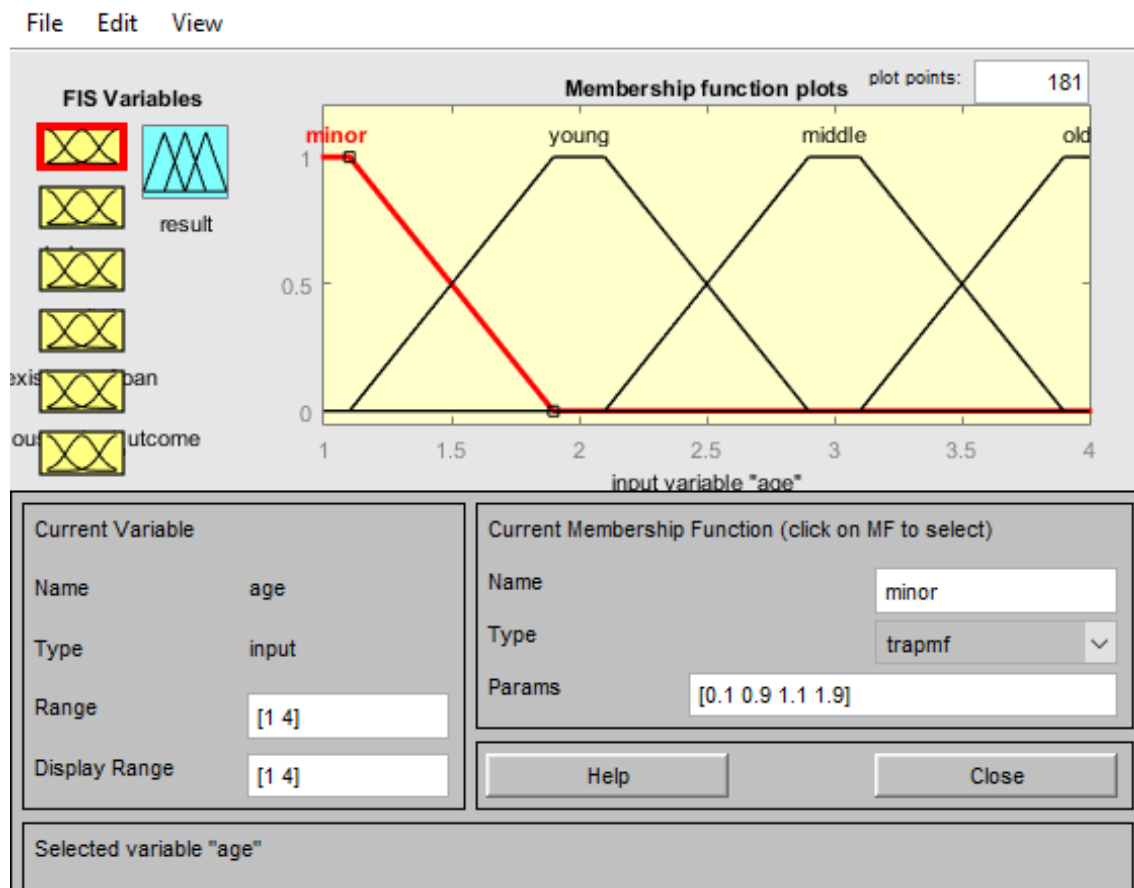 File Edit View
FIS Variables
result
Membership function plots
plot points: 181
minor young middle old
1
0.5
0
1 1.5 2 2.5 3 3.5 4
input variable "age"
utcome
Current Variable
Name age
Type input
Range [1 4]
Display Range [1 4]
Current Membership Function (click on MF to select)
Name minor
Type trapmf
Params [0.1 0.9 1.1 1.9]
Help Close
Selected variable "age"